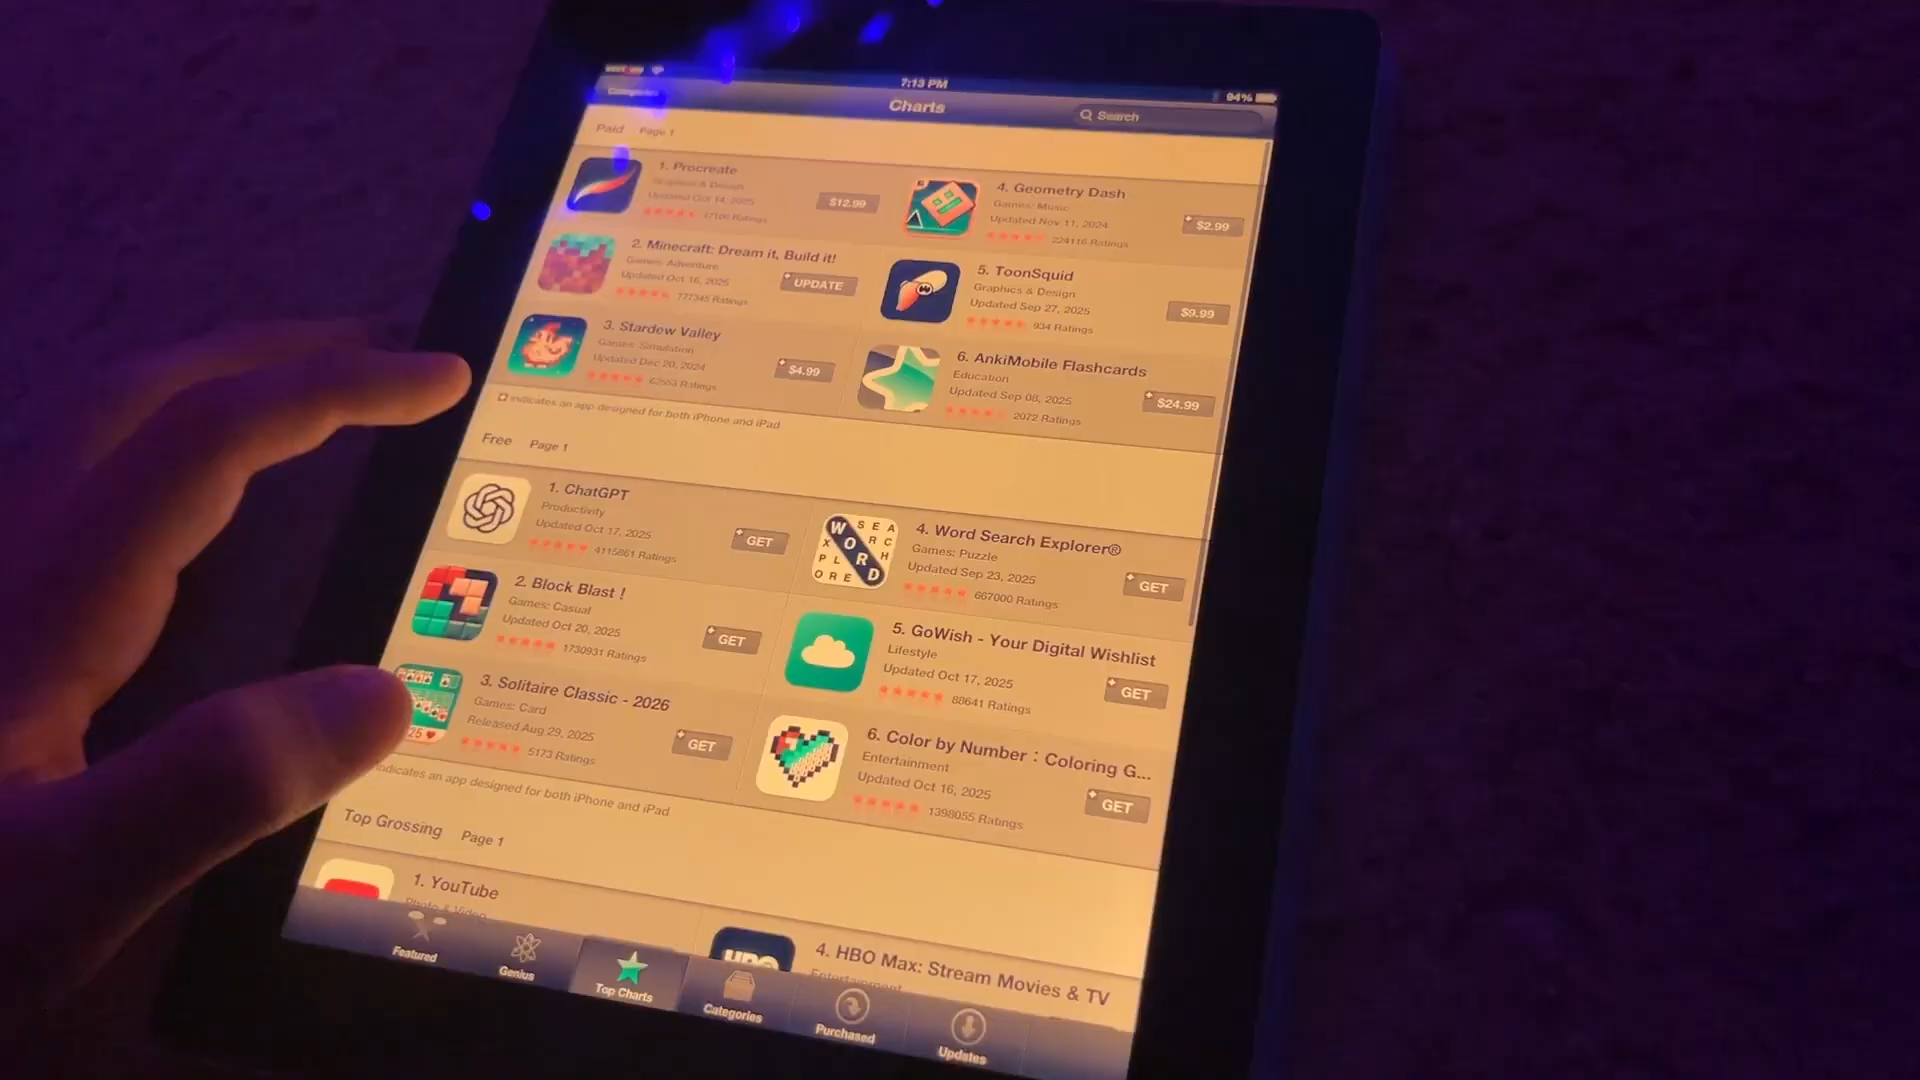 7:13 PM
94%
Categories
Charts
Search
Paid Page 1
1. Procreate
Graphics & Design
Updated Oct 14, 2025
Ratings
$12.99
2. Minecraft: Dream it, Build it!
Games: Adventure
Updated Oct 16, 2025
777345 Ratings
UPDATE
3. Stardew Valley
Games: Simulation
Updated Dec 20, 2024
62553 Ratings
$4.99
4. Geometry Dash
Games: Music
Updated Nov 11, 2024
224116 Ratings
$2.99
5. ToonSquid
Graphics & Design
Updated Sep 27, 2025
934 Ratings
$9.99
6. AnkiMobile Flashcards
Education
Updated Sep 08, 2025
2072 Ratings
$24.99
indicates an app designed for both iPhone and iPad
Free Page 1
1. ChatGPT
Productivity
Updated Oct 17, 2025
4115861 Ratings
GET
2. Block Blast !
Games: Casual
Updated Oct 20, 2025
1730931 Ratings
GET
3. Solitaire Classic - 2026
Games: Card
Released Aug 29, 2025
5173 Ratings
GET
WORD
SEA
X RC
PL H
ORE
4. Word Search Explorer®
Games: Puzzle
Updated Sep 23, 2025
667000 Ratings
GET
5. GoWish - Your Digital Wishlist
Lifestyle
Updated Oct 17, 2025
88641 Ratings
GET
6. Color by Number : Coloring G...
Entertainment
Updated Oct 16, 2025
1398055 Ratings
GET
indicates an app designed for both iPhone and iPad
Top Grossing Page 1
1. YouTube
Photo & Video
HBO
4. HBO Max: Stream Movies & TV
Entertainment
Featured
Genius
Top Charts
Categories
Purchased
Updates